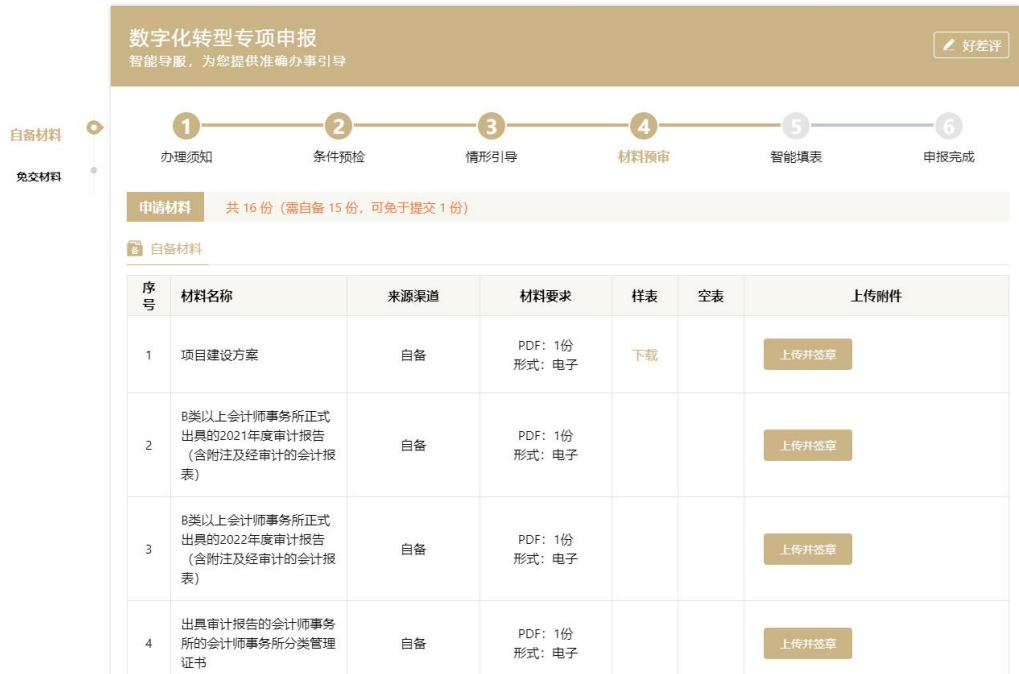 数字化转型专项申报
智能导服，为您提供准确办事引导
好差评
自备材料
免交材料
1
2
3
4
5
6
办理须知
条件预检
情形引导
材料预审
智能填表
申报完成
申请材料
共 16 份（需自备 15 份，可免于提交 1 份）
备
自备材料
序
号
材料名称
来源渠道
材料要求
样表
空表
上传附件
1
项目建设方案
自备
PDF：1份
形式：电子
下载
上传并签章
2
B类以上会计师事务所正式
出具的2021年度审计报告
（含附注及经审计的会计报
表）
自备
PDF：1份
形式：电子
上传并签章
3
B类以上会计师事务所正式
出具的2022年度审计报告
（含附注及经审计的会计报
表）
自备
PDF：1份
形式：电子
上传并签章
4
出具审计报告的会计师事务
所的会计师事务所分类管理
证书
自备
PDF：1份
形式：电子
上传并签章